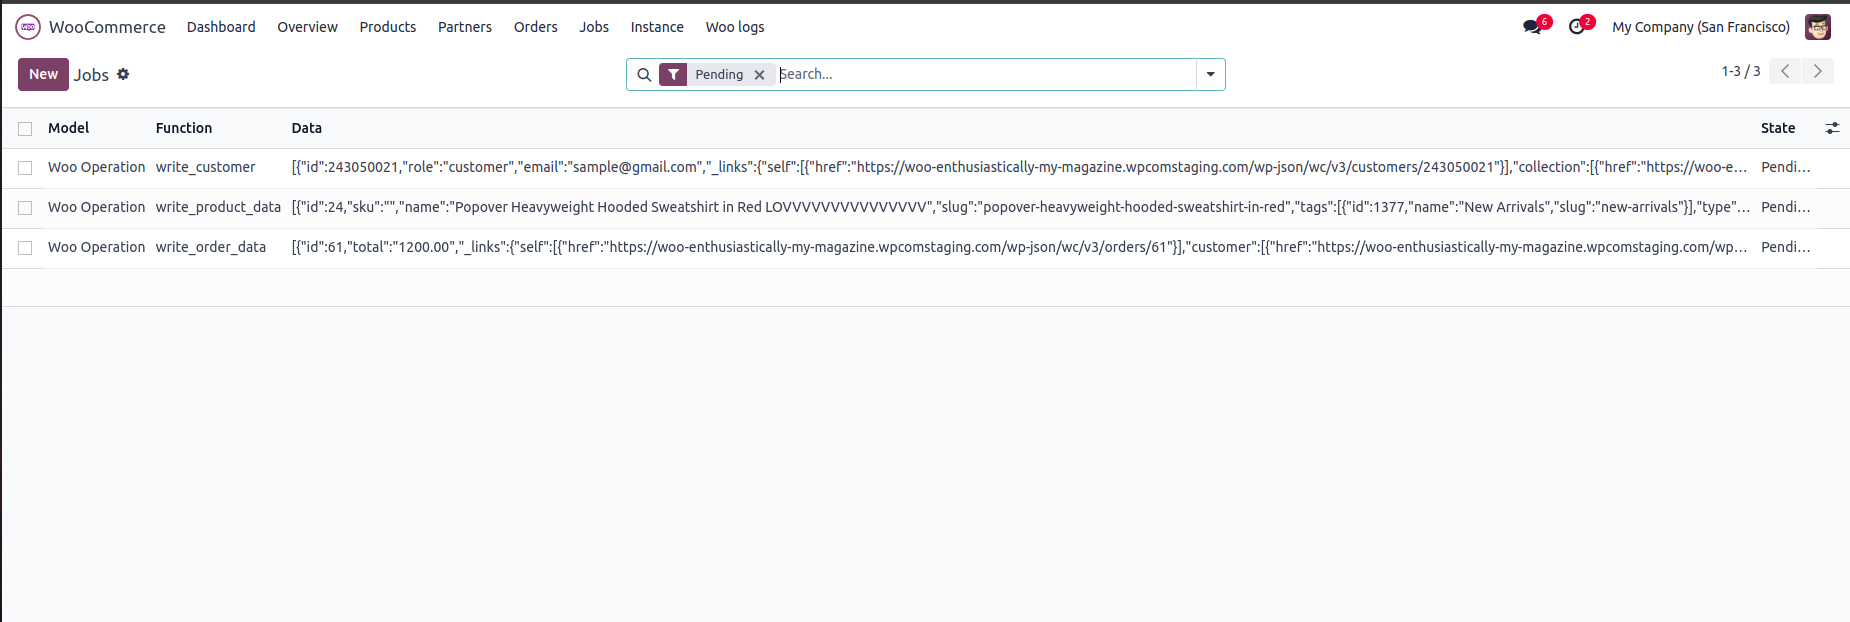 woo WooCommerce Dashboard Overview Products Partners Orders Jobs Instance Woo logs 6 2 My Company (San Francisco)
New Jobs Pending Search... 1-3 / 3
Model Function Data State
Woo Operation write_customer [{"id":243050021,"role":"customer","email":"sample@gmail.com","_links":{"self":[{"href":"https://woo-enthusiastically-my-magazine.wpcomstaging.com/wp-json/wc/v3/customers/243050021"}],"collection":[{"href":"https://woo-e... Pendi...
Woo Operation write_product_data [{"id":24,"sku":"","name":"Popover Heavyweight Hooded Sweatshirt in Red LOVVVVVVVVVVVVVVV","slug":"popover-heavyweight-hooded-sweatshirt-in-red","tags":[{"id":1377,"name":"New Arrivals","slug":"new-arrivals"}],"type"... Pendi...
Woo Operation write_order_data [{"id":61,"total":"1200.00","_links":{"self":[{"href":"https://woo-enthusiastically-my-magazine.wpcomstaging.com/wp-json/wc/v3/orders/61"}],"customer":[{"href":"https://woo-enthusiastically-my-magazine.wpcomstaging.com/wp... Pendi...